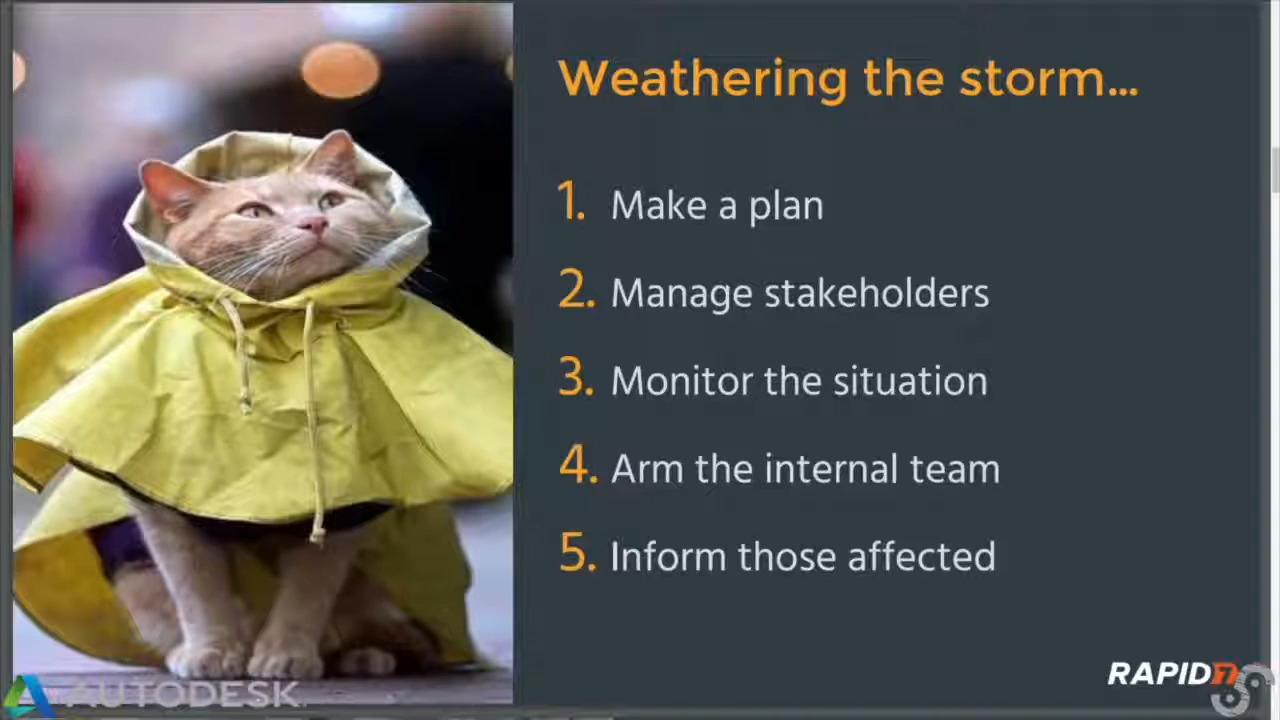 Weathering the storm...
1. Make a plan
2. Manage stakeholders
3. Monitor the situation
4. Arm the internal team
5. Inform those affected
RAPID7
AUTODESK